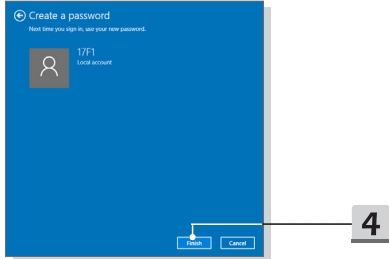 Create a password
Next time you sign in, use your new password.
17F1
Local account
Finish
Cancel
4